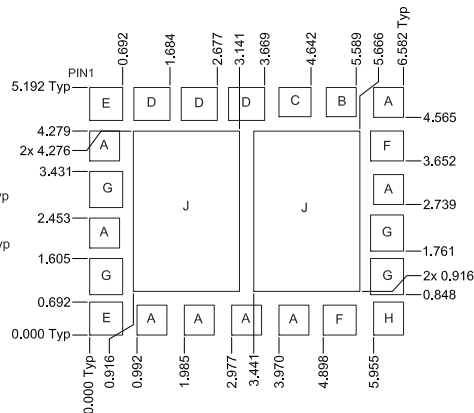 0.692
1.684
2.677
3.141
3.669
4.642
5.589
5.666
6.582 Typ
PIN1
5.192 Typ
E
D
D
D
C
B
A
4.565
4.279
2x 4.276
A
F
3.652
3.431
G
A
2.739
J
J
2.453
A
G
1.761
1.605
G
G
2x 0.916
0.848
0.692
E
A
A
A
A
F
H
0.000 Typ
0.000 Typ
0.916
0.992
1.985
2.977
3.441
3.970
4.898
5.955